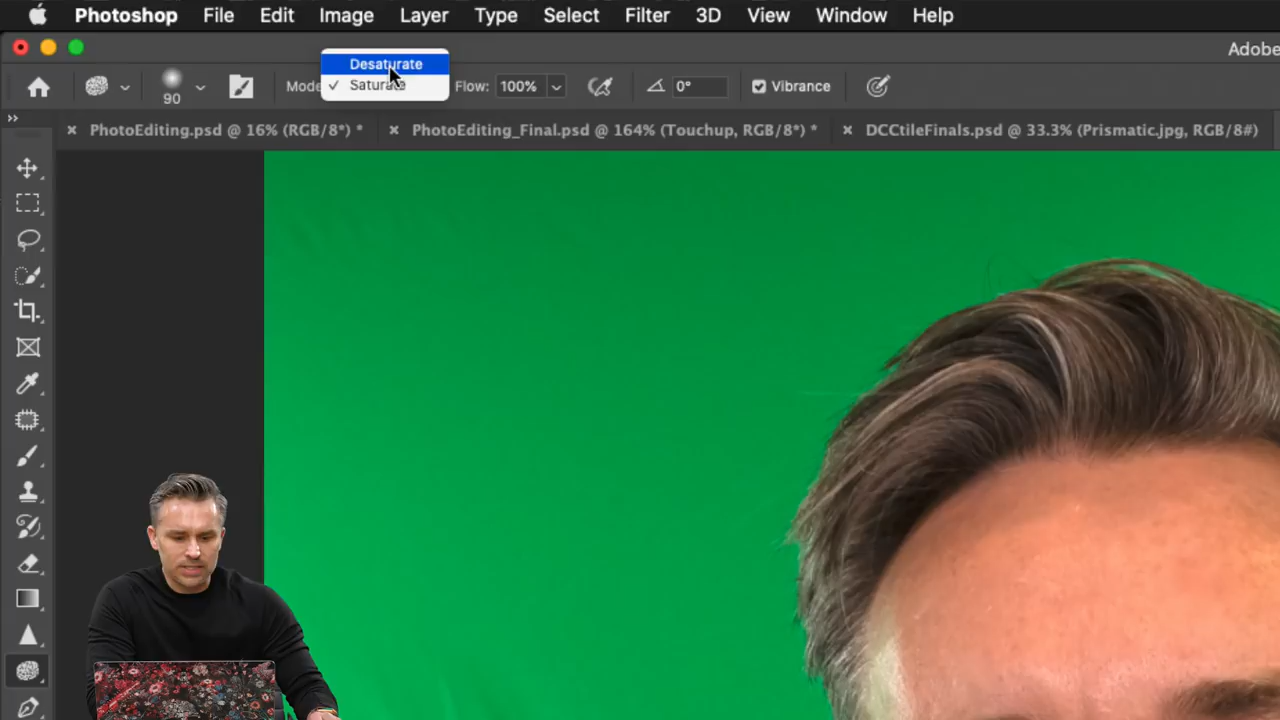 Photoshop File Edit Image Layer Type Select Filter 3D View Window Help
Adobe
Desaturate
90 Mode ✓ Saturate Flow: 100% 0° Vibrance
PhotoEditing.psd @ 16% (RGB/8*) * PhotoEditing_Final.psd @ 164% (Touchup, RGB/8*) * DCCtileFinals.psd @ 33.3% (Prismatic.jpg, RGB/8#)